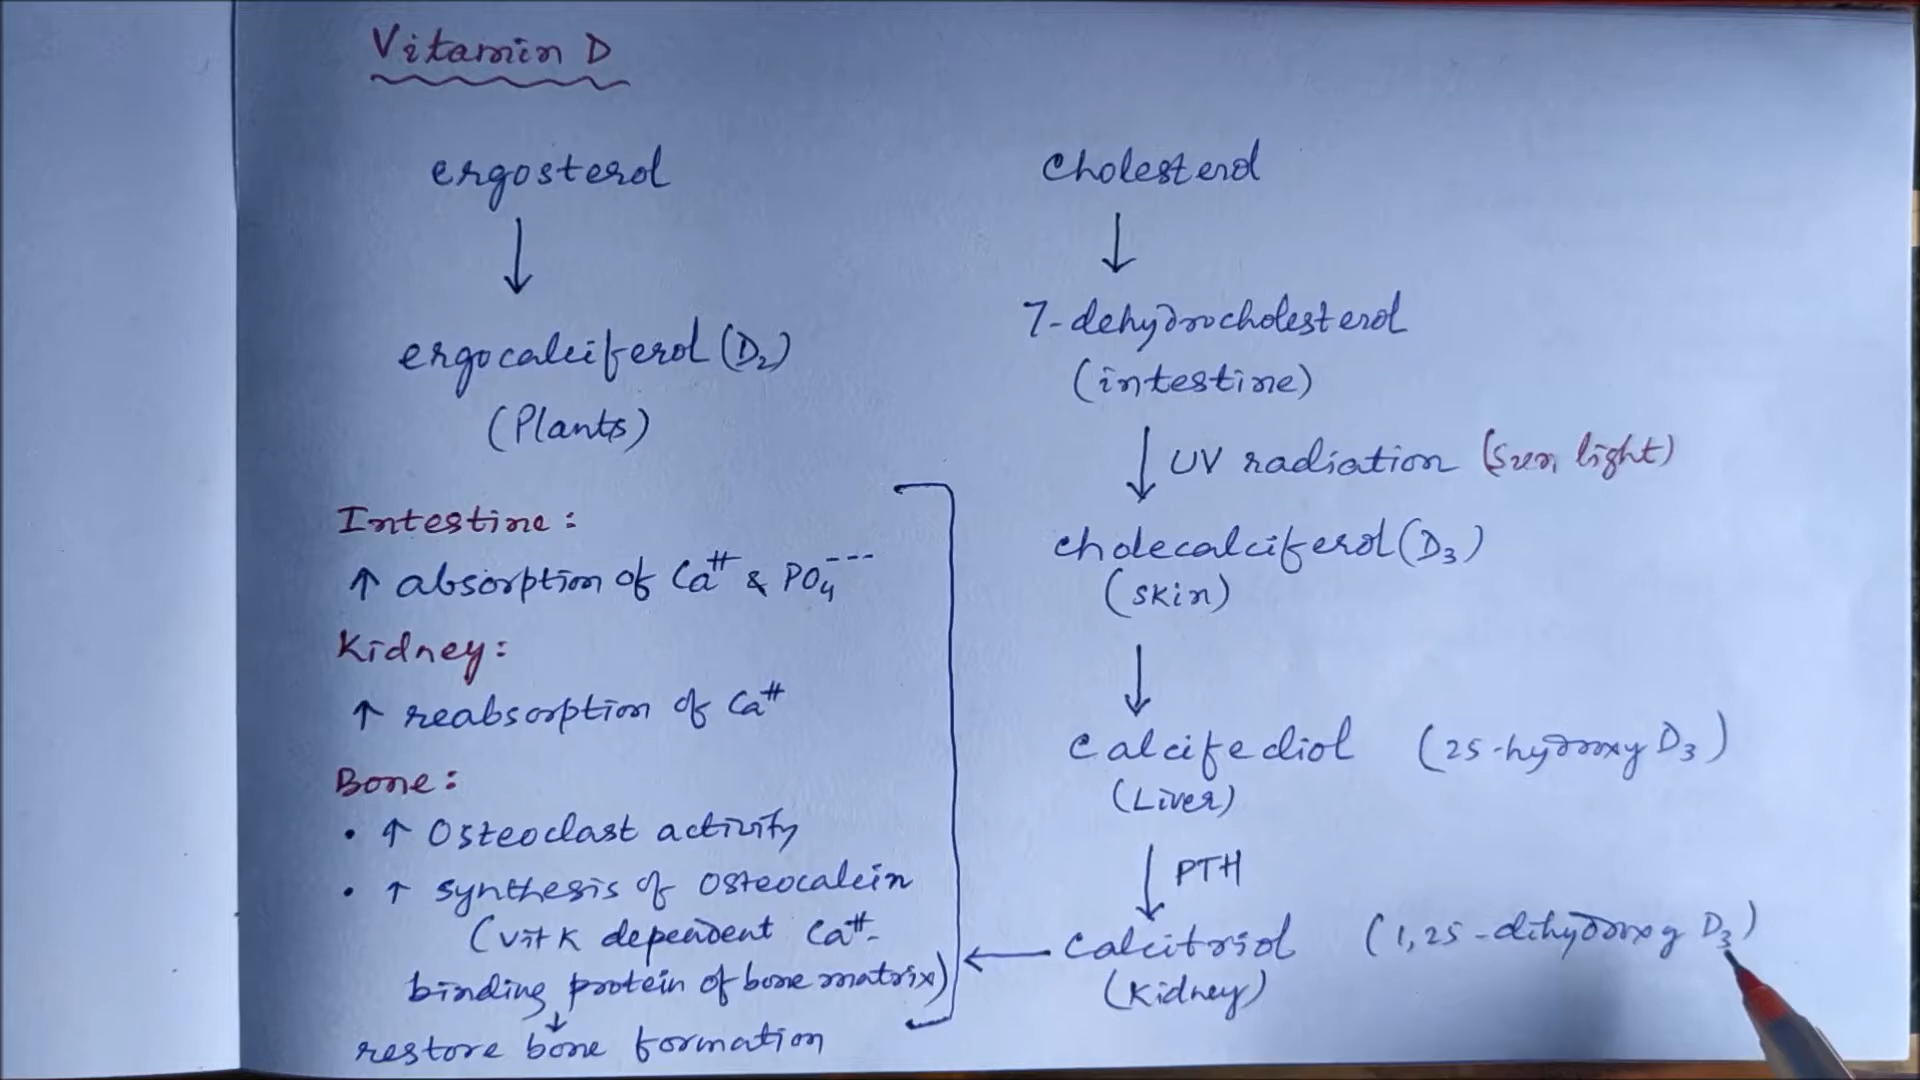 Vitamin D
ergosterol
↓
ergocalciferol (D₂)
(Plants)
Cholesterol
↓
7-dehydrocholesterol
(intestine)
↓ UV radiation (Sun light)
cholecalciferol (D₃)
(skin)
↓
Calcifediol (25-hydroxy D₃)
(Liver)
↓ PTH
Calcitriol (1,25-dihydroxy D₃)
(Kidney)
Intestine:
↑ absorption of Ca⁺⁺ & PO₄⁻⁻⁻
Kidney:
↑ reabsorption of Ca⁺⁺
Bone:
• ↑ Osteoclast activity
• ↑ synthesis of Osteocalcin
(Vit K dependent Ca⁺⁺-
binding protein of bone matrix)
↓
restore bone formation